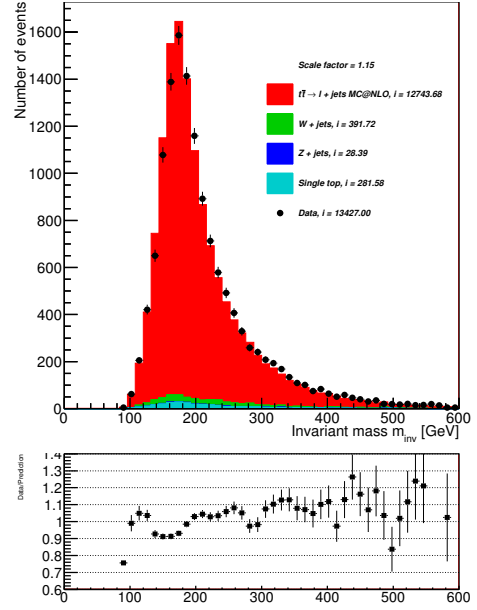 Number of events
1600
1400
1200
1000
800
600
400
200
0
Scale factor = 1.15
tt̄ → l + jets MC@NLO, i = 12743.68
W + jets, i = 391.72
Z + jets, i = 28.39
Single top, i = 281.58
Data, i = 13427.00
0 100 200 300 400 500 600
Invariant mass m_inv [GeV]
Data/Prediction
1.4
1.3
1.2
1.1
1
0.9
0.8
0.7
0.6
0 100 200 300 400 500 600